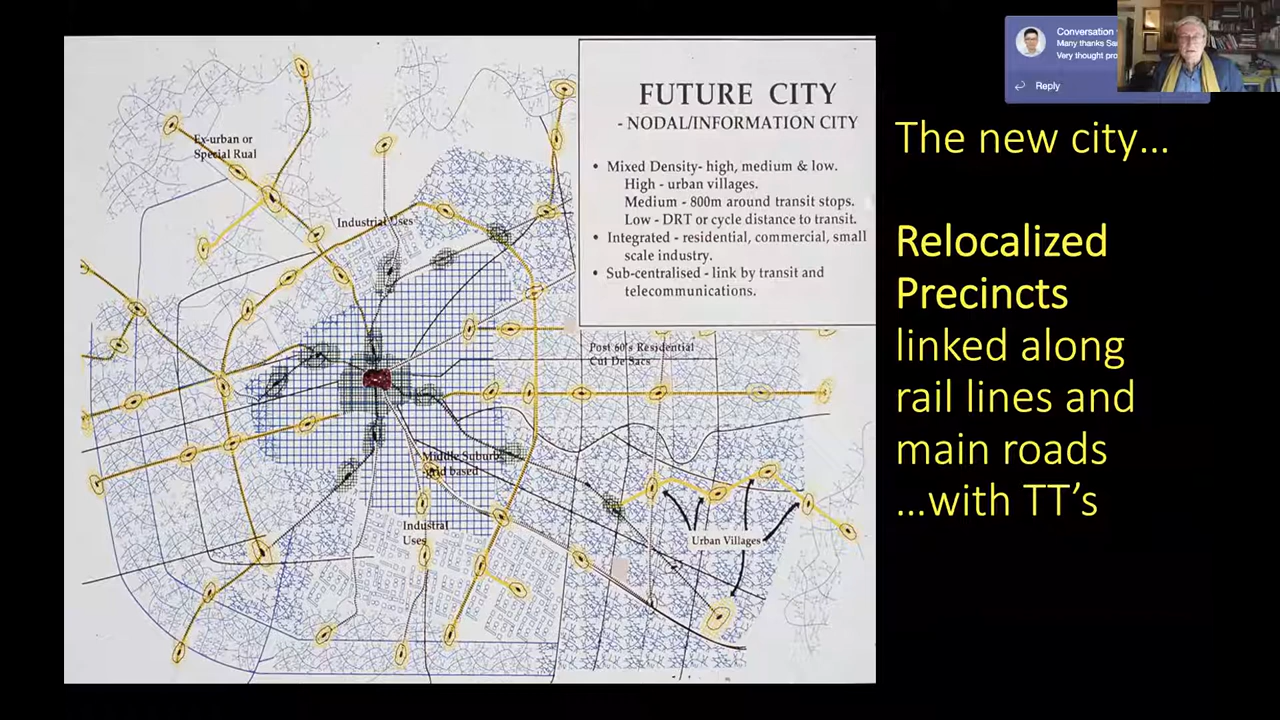 Conversation
Many thanks
Very thought
Reply
FUTURE CITY
- NODAL/INFORMATION CITY
• Mixed Density- high, medium & low.
High - urban villages.
Medium - 800m around transit stops.
Low - DRT or cycle distance to transit.
• Integrated - residential, commercial, small
scale industry.
• Sub-centralised - link by transit and
telecommunications.
Ex-urban or
Special Rual
Industrial Uses
Post 60's Residential
Cul De Sacs
Middle Suburb
grid based
Industrial
Uses
Urban Villages
The new city...
Relocalized
Precincts
linked along
rail lines and
main roads
...with TT's